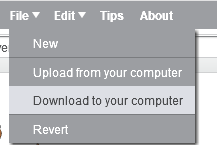 File Edit Tips About
New
Upload from your computer
Download to your computer
Revert